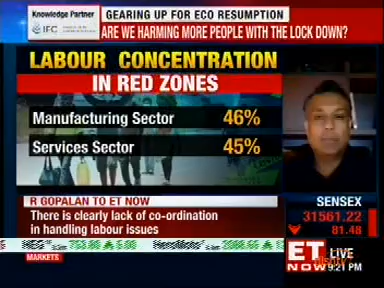 Knowledge Partner
IFC
GEARING UP FOR ECO RESUMPTION
ARE WE HARMING MORE PEOPLE WITH THE LOCK DOWN?
LABOUR CONCENTRATION
IN RED ZONES
Manufacturing Sector 46%
Services Sector 45%
R GOPALAN TO ET NOW
There is clearly lack of co-ordination
in handling labour issues
SENSEX
31561.22
81.48
ET
NOW
LIVE
9:21 PM
MARKETS